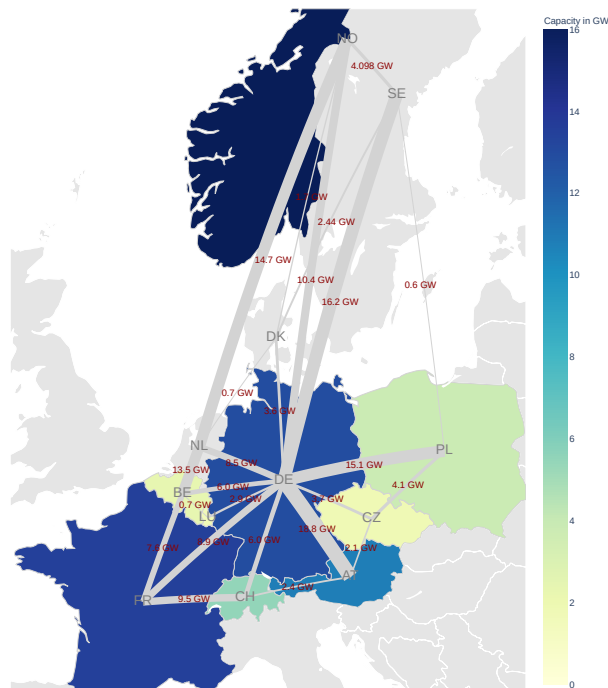 Capacity in GW
16
14
12
10
8
6
4
2
0
NO
4.098 GW
SE
2.44 GW
14.7 GW
10.4 GW
16.2 GW
0.6 GW
DK
0.7 GW
NL
DE
PL
15.1 GW
13.5 GW
BE
0.7 GW
LU
CZ
4.1 GW
18.8 GW
2.1 GW
AT
6.0 GW
FR
9.5 GW
CH